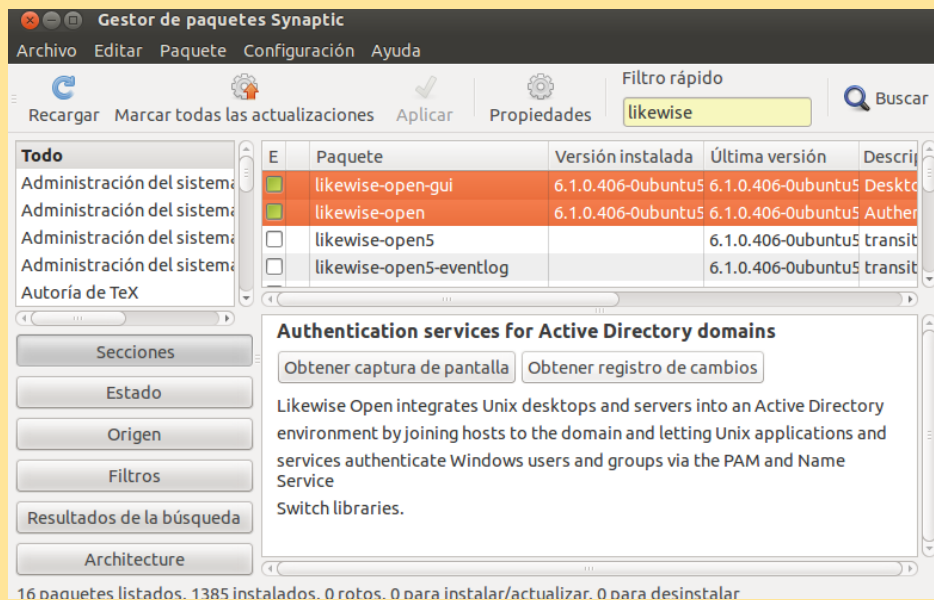 Gestor de paquetes Synaptic
Archivo Editar Paquete Configuración Ayuda
Recargar Marcar todas las actualizaciones Aplicar Propiedades
Filtro rápido
likewise
Buscar
Todo
Administración del sistema
Administración del sistema
Administración del sistema
Administración del sistema
Autoría de TeX
E Paquete Versión instalada Última versión Descrip
likewise-open-gui 6.1.0.406-0ubuntu5 6.1.0.406-0ubuntu5 Deskto
likewise-open 6.1.0.406-0ubuntu5 6.1.0.406-0ubuntu5 Auther
likewise-open5 6.1.0.406-0ubuntu5 transit
likewise-open5-eventlog 6.1.0.406-0ubuntu5 transit
Secciones
Estado
Origen
Filtros
Resultados de la búsqueda
Architecture
Authentication services for Active Directory domains
Obtener captura de pantalla Obtener registro de cambios
Likewise Open integrates Unix desktops and servers into an Active Directory
environment by joining hosts to the domain and letting Unix applications and
services authenticate Windows users and groups via the PAM and Name
Service
Switch libraries.
16 paquetes listados, 1385 instalados, 0 rotos, 0 para instalar/actualizar, 0 para desinstalar